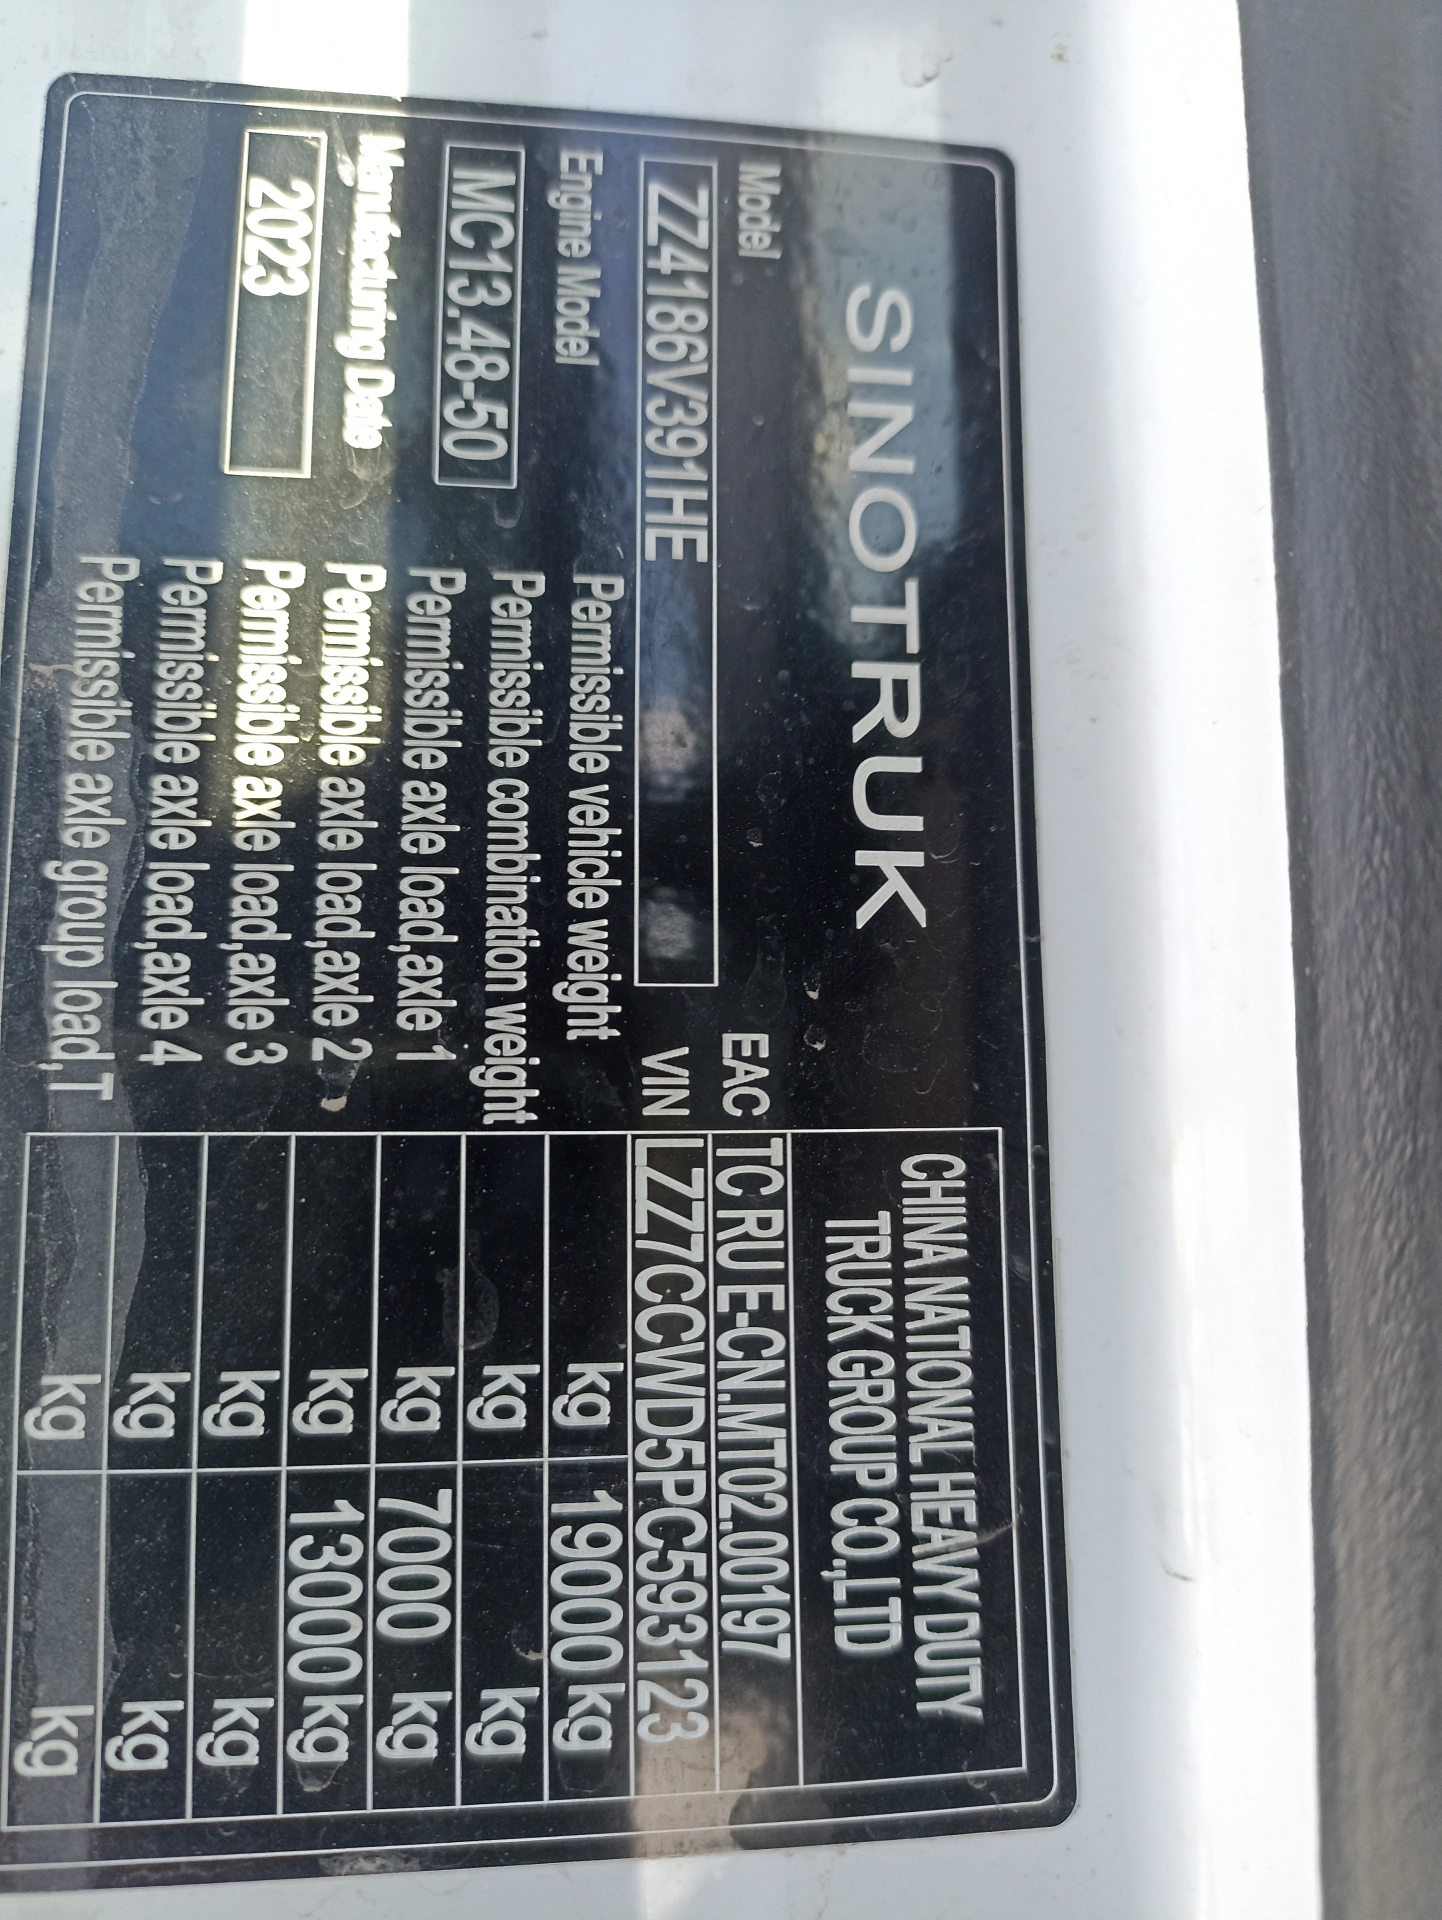 SINOTRUK
CHINA NATIONAL HEAVY DUTY
TRUCK GROUP CO.,LTD
Model
EAC TC RU E-CN.MT02.00197
ZZ4186V391HE
VIN LZZ7CCWD5PC593123
Engine Model
MC13.48-50
Manufacturing Date
2023
Permissible vehicle weight kg 19000 kg
Permissible combination weight kg kg
Permissible axle load,axle 1 kg 7000 kg
Permissible axle load,axle 2 kg 13000 kg
Permissible axle load,axle 3 kg kg
Permissible axle load,axle 4 kg kg
Permissible axle group load,T kg kg